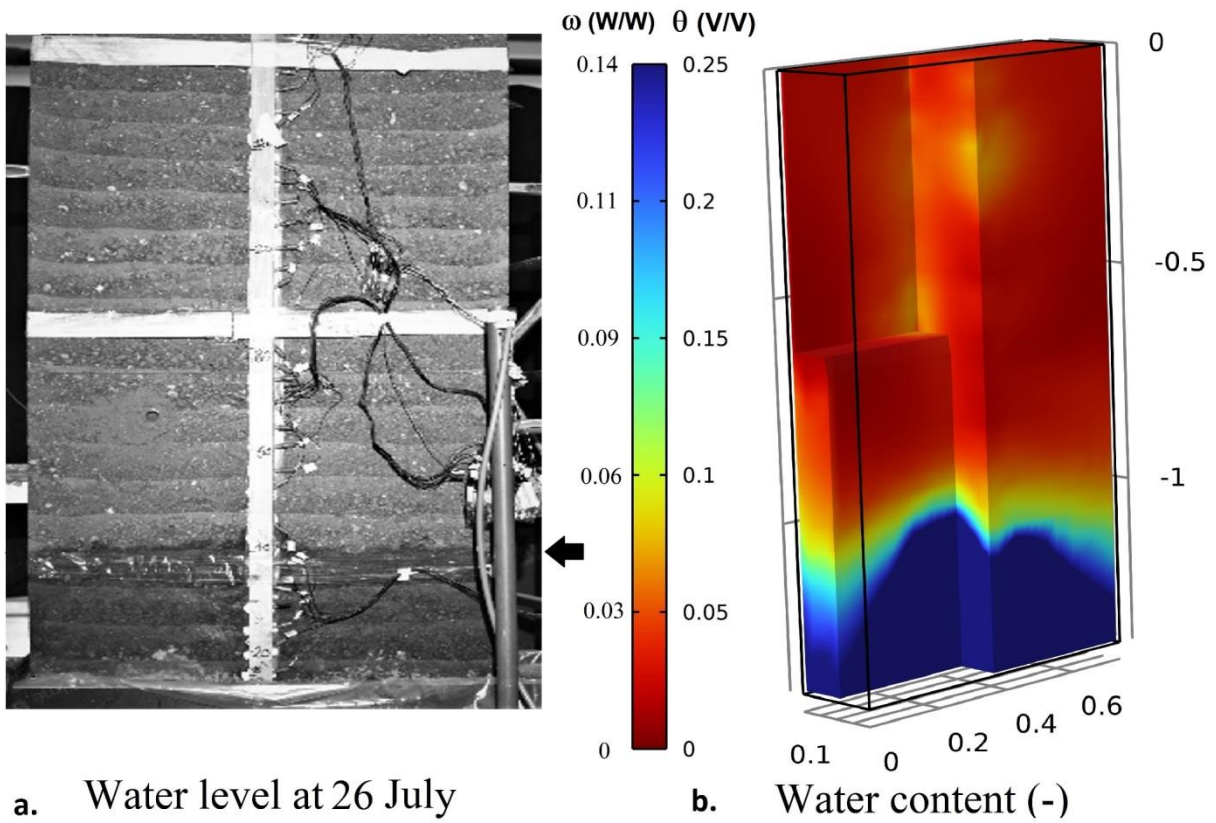 ω (W/W) θ (V/V)
0.14 0.25
0.11 0.2
0.15
0.09
0.06 0.1
0.03 0.05
0 0
0
-0.5
-1
0.1 0 0.2 0.4 0.6
a. Water level at 26 July
b. Water content (-)